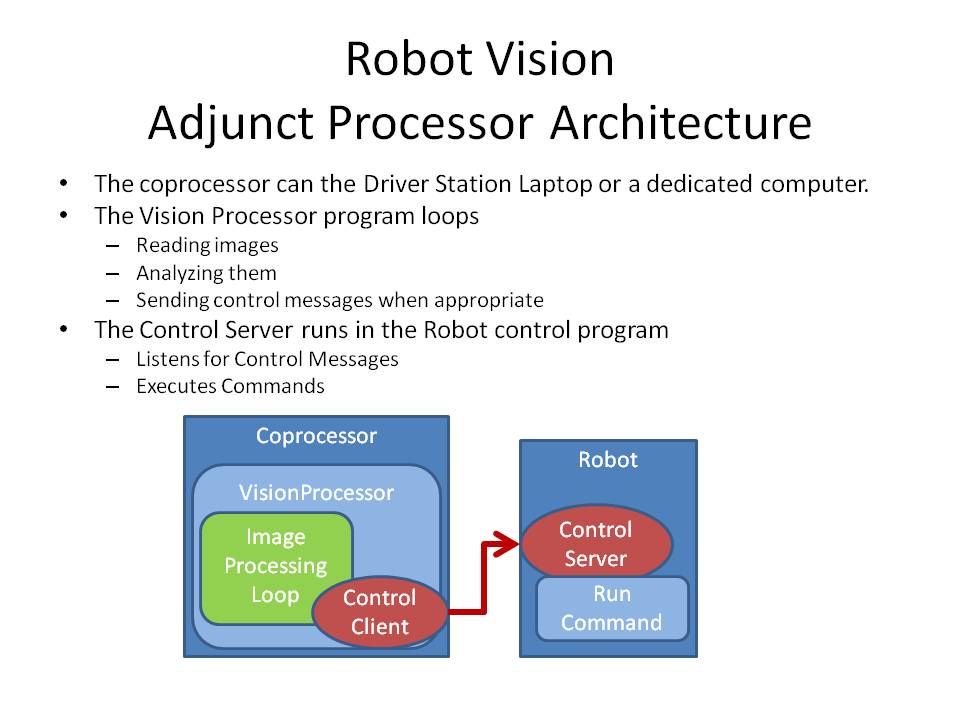 Robot Vision
Adjunct Processor Architecture
• The coprocessor can the Driver Station Laptop or a dedicated computer.
• The Vision Processor program loops
– Reading images
– Analyzing them
– Sending control messages when appropriate
• The Control Server runs in the Robot control program
– Listens for Control Messages
– Executes Commands
Coprocessor
VisionProcessor
Image
Processing
Loop
Control
Client
Robot
Control
Server
Run
Command